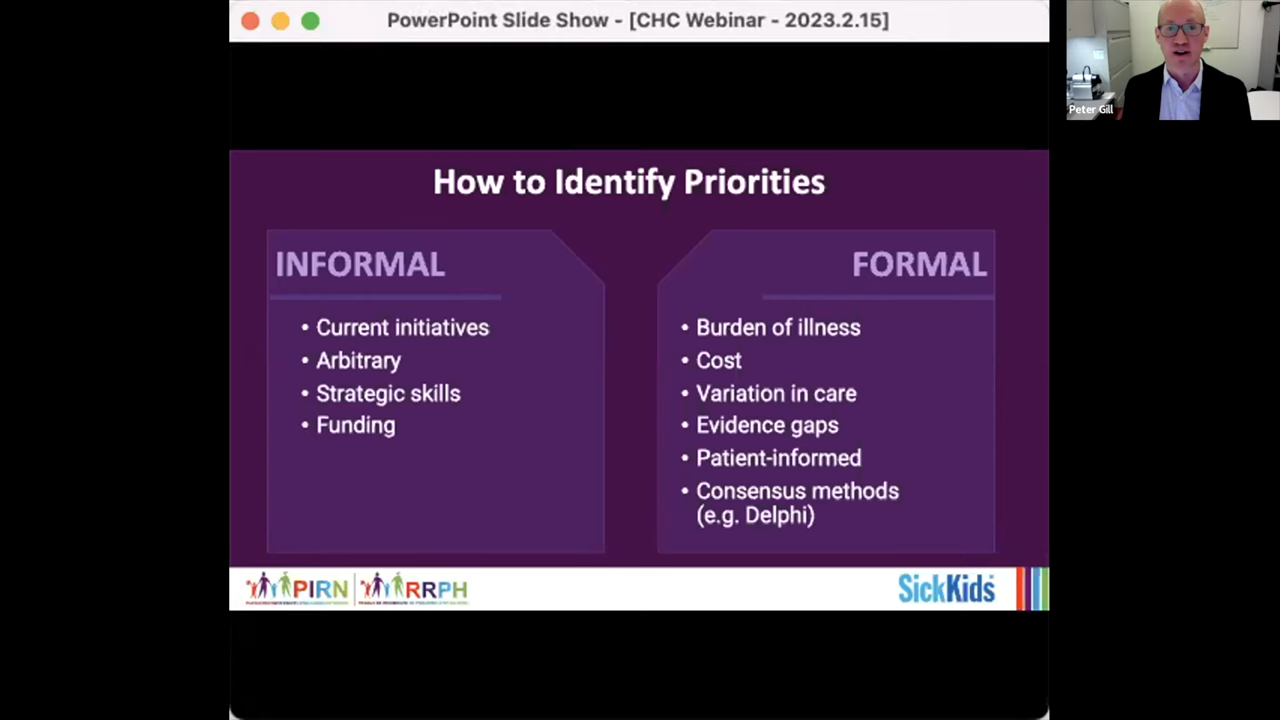 PowerPoint Slide Show - [CHC Webinar - 2023.2.15]
Peter Gill
How to Identify Priorities
INFORMAL
• Current initiatives
• Arbitrary
• Strategic skills
• Funding
FORMAL
• Burden of illness
• Cost
• Variation in care
• Evidence gaps
• Patient-informed
• Consensus methods
(e.g. Delphi)
PIRN
RRPH
SickKids